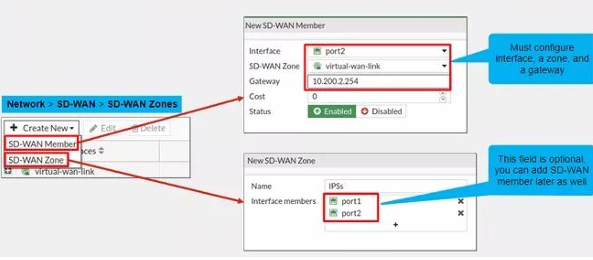 New SD-WAN Member
Interface
port2
SD-WAN Zone
virtual-wan-link
Gateway
10.200.2.254
Cost
0
Status
Enabled
Disabled
Must configure
interface, a zone, and
a gateway
Network > SD-WAN > SD-WAN Zones
+ Create New
Edit
Delete
SD-WAN Member
aces
SD-WAN Zone
virtual-wan-link
New SD-WAN Zone
Name
IPSs
Interface members
port1
port2
+
This field is optional,
you can add SD-WAN
member later as well